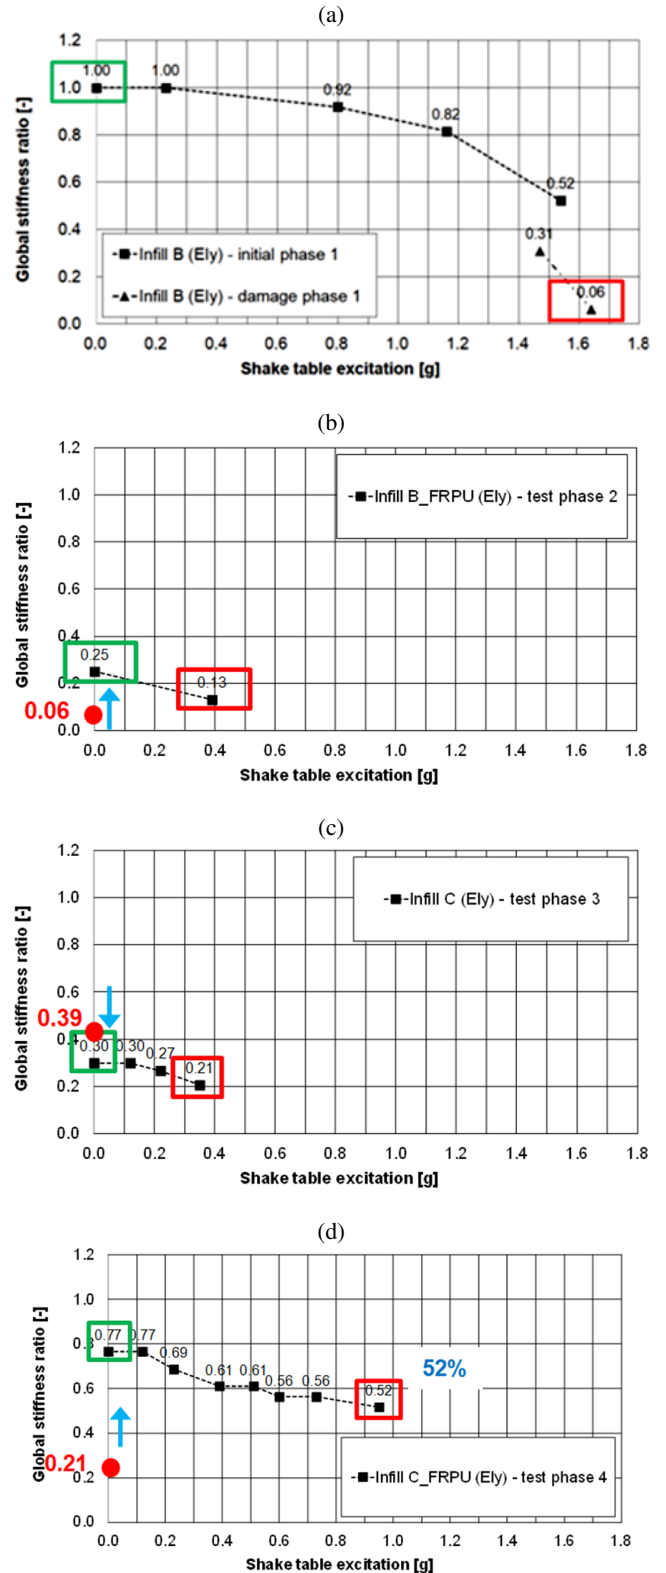 (a)
1.2
1.00
1.00
1.0
0.92
0.82
0.8
Global stiffness ratio [-]
0.6
0.52
0.4
0.31
Infill B (Ely) - initial phase 1
0.2
Infill B (Ely) - damage phase 1
0.06
0.0
0.0 0.2 0.4 0.6 0.8 1.0 1.2 1.4 1.6 1.8
Shake table excitation [g]
(b)
1.2
Infill B_FRPU (Ely) - test phase 2
1.0
0.8
Global stiffness ratio [-]
0.6
0.4
0.25
0.13
0.2
0.06
0.0
0.0 0.2 0.4 0.6 0.8 1.0 1.2 1.4 1.6 1.8
Shake table excitation [g]
(c)
1.2
Infill C (Ely) - test phase 3
1.0
0.8
Global stiffness ratio [-]
0.6
0.39
0.30 0.30 0.27 0.21
0.2
0.0
0.0 0.2 0.4 0.6 0.8 1.0 1.2 1.4 1.6 1.8
Shake table excitation [g]
(d)
1.2
1.0
0.77 0.77 0.69 0.61 0.61 0.56 0.56 0.52
52%
Global stiffness ratio [-]
0.6
0.4
0.21
0.2
Infill C_FRPU (Ely) - test phase 4
0.0
0.0 0.2 0.4 0.6 0.8 1.0 1.2 1.4 1.6 1.8
Shake table excitation [g]